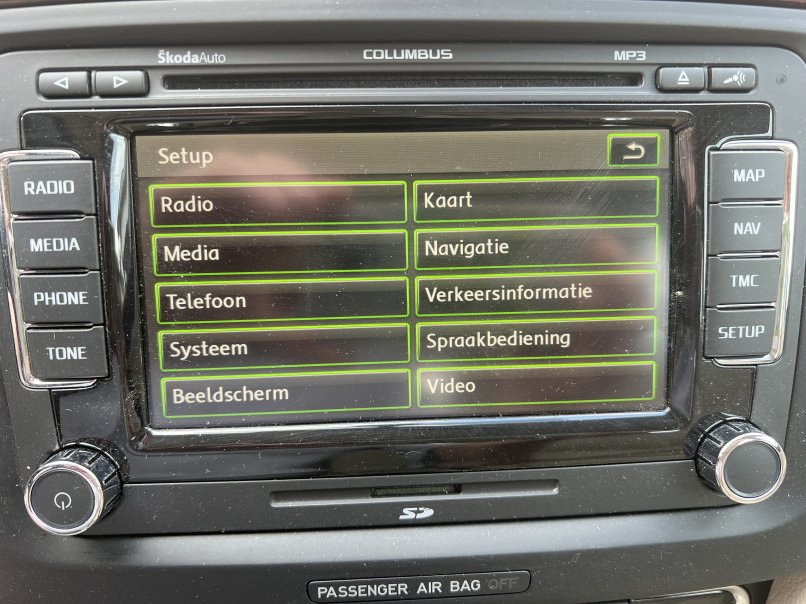 ŠkodaAuto COLUMBUS MP3
Setup
RADIO
MEDIA
PHONE
TONE
Radio
Media
Telefoon
Systeem
Beeldscherm
Kaart
Navigatie
Verkeersinformatie
Spraakbediening
Video
MAP
NAV
TMC
SETUP
SD
PASSENGER AIR BAG OFF